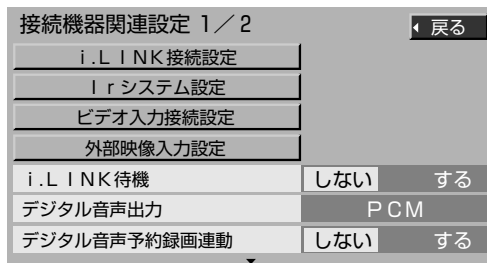 接続機器関連設定 1／2
戻る
i.LINK接続設定
Irシステム設定
ビデオ入力接続設定
外部映像入力設定
i.LINK待機 しない する
デジタル音声出力 PCM
デジタル音声予約録画連動 しない する